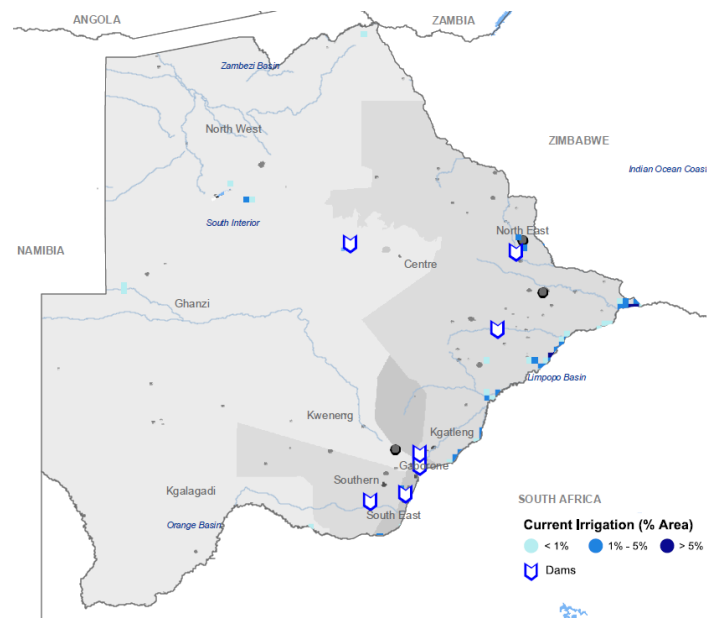 ANGOLA
ZAMBIA
Zambezi Basin
North West
ZIMBABWE
Indian Ocean Coast
South Interior
North East
NAMIBIA
Centre
Ghanzi
Limpopo Basin
Kweneng
Kgatleng
Gaborone
Southern
Kgalagadi
South East
Orange Basin
SOUTH AFRICA
Current Irrigation (% Area)
< 1% 1% - 5% > 5%
Dams